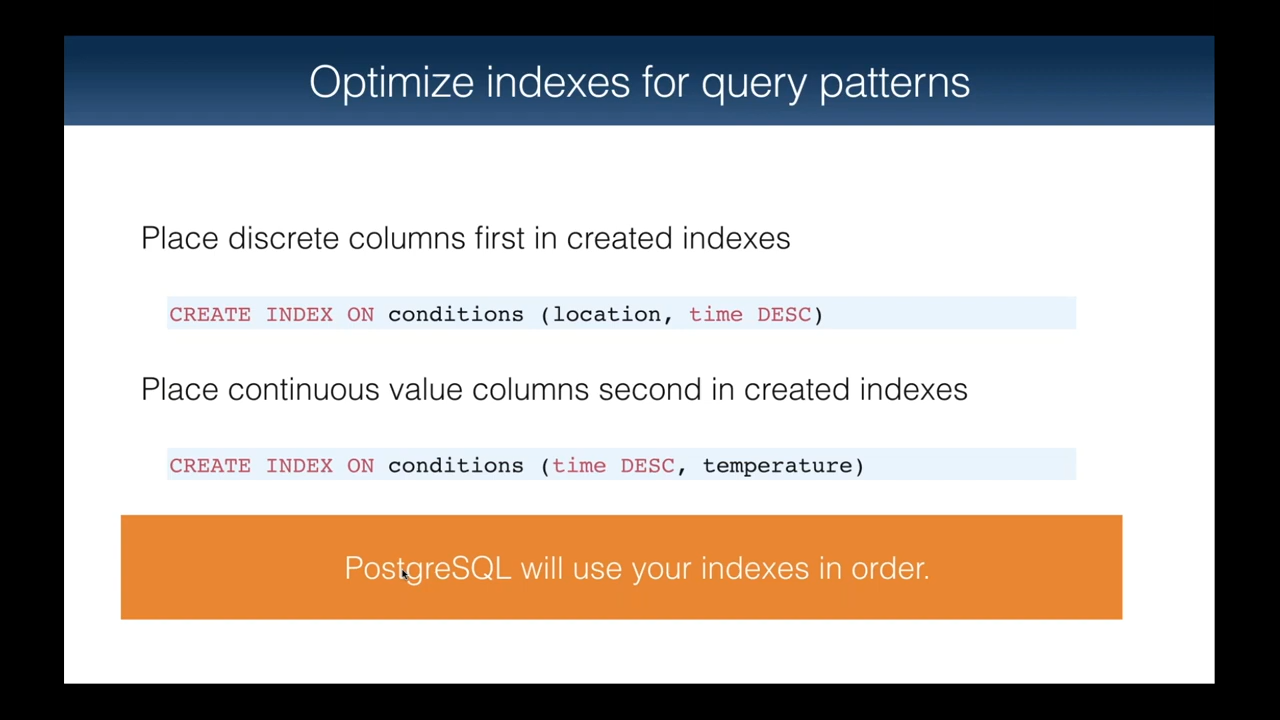 Optimize indexes for query patterns
Place discrete columns first in created indexes
CREATE INDEX ON conditions (location, time DESC)
Place continuous value columns second in created indexes
CREATE INDEX ON conditions (time DESC, temperature)
PostgreSQL will use your indexes in order.